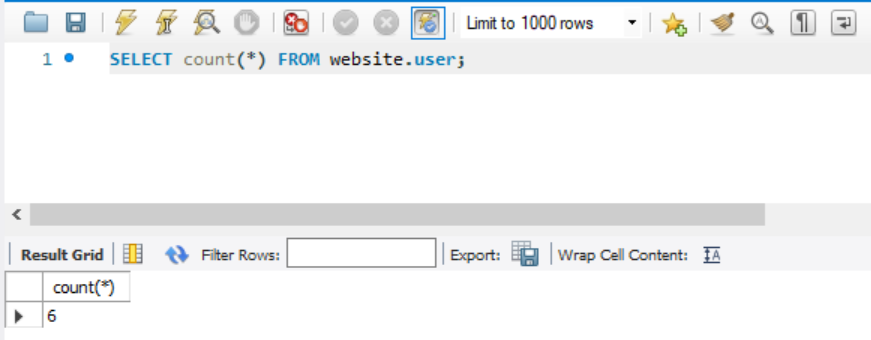 Limit to 1000 rows
1 SELECT count(*) FROM website.user;
Result Grid Filter Rows: Export: Wrap Cell Content:
count(*)
6